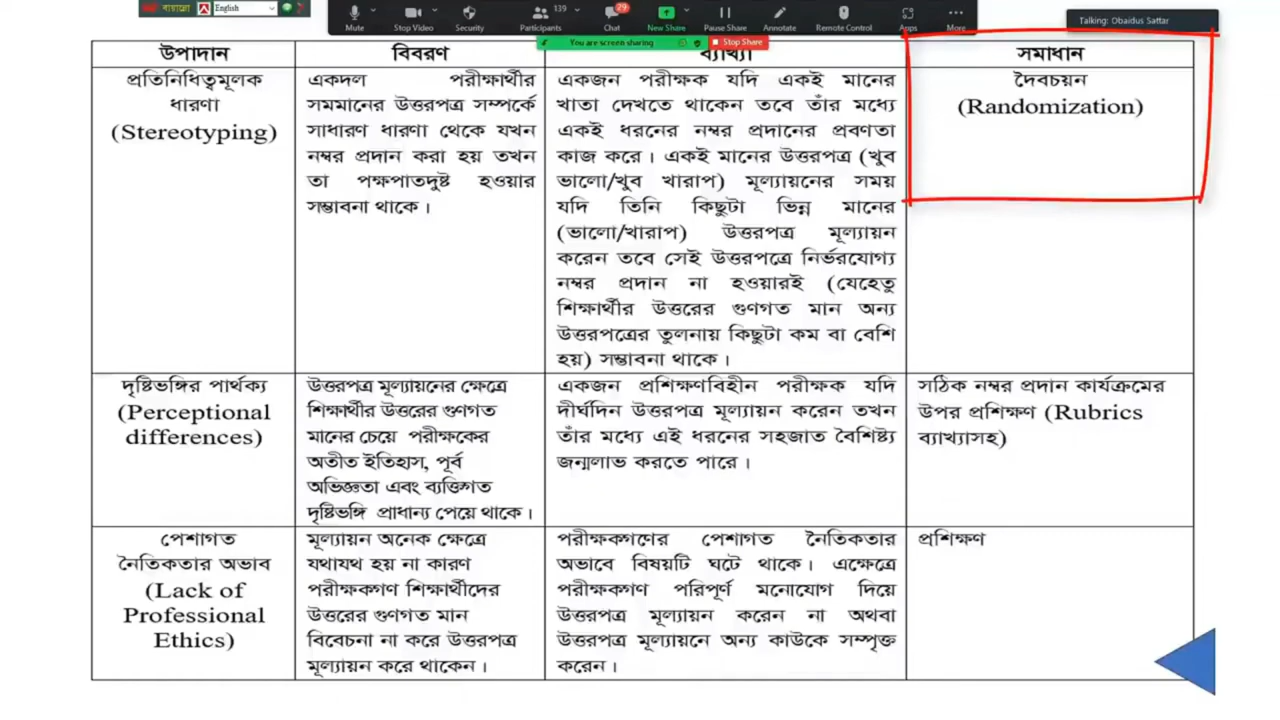 English
139
29
Mute
Stop Video
Security
Participants
Chat
New Share
Pause Share
Annotate
Remote Control
Apps
More
Talking: Obaidus Sattar
You are screen sharing
Stop Share
উপাদান
বিবরণ
ব্যাখ্যা
সমাধান
প্রতিনিধিত্বমূলক
ধারণা
(Stereotyping)
একদল পরীক্ষার্থীর
সমমানের উত্তরপত্র সম্পর্কে
সাধারণ ধারণা থেকে যখন
নম্বর প্রদান করা হয় তখন
তা পক্ষপাতদুষ্ট হওয়ার
সম্ভাবনা থাকে।
একজন পরীক্ষক যদি একই মানের
খাতা দেখতে থাকেন তবে তাঁর মধ্যে
একই ধরনের নম্বর প্রদানের প্রবণতা
কাজ করে। একই মানের উত্তরপত্র (খুব
ভালো/খুব খারাপ) মূল্যায়নের সময়
যদি তিনি কিছুটা ভিন্ন মানের
(ভালো/খারাপ) উত্তরপত্র মূল্যায়ন
করেন তবে সেই উত্তরপত্রে নির্ভরযোগ্য
নম্বর প্রদান না হওয়ারই (যেহেতু
শিক্ষার্থীর উত্তরের গুণগত মান অন্য
উত্তরপত্রের তুলনায় কিছুটা কম বা বেশি
হয়) সম্ভাবনা থাকে।
দৈবচয়ন
(Randomization)
দৃষ্টিভঙ্গির পার্থক্য
(Perceptional
differences)
উত্তরপত্র মূল্যায়নের ক্ষেত্রে
শিক্ষার্থীর উত্তরের গুণগত
মানের চেয়ে পরীক্ষকের
অতীত ইতিহাস, পূর্ব
অভিজ্ঞতা এবং ব্যক্তিগত
দৃষ্টিভঙ্গি প্রাধান্য পেয়ে থাকে।
একজন প্রশিক্ষণবিহীন পরীক্ষক যদি
দীর্ঘদিন উত্তরপত্র মূল্যায়ন করেন তখন
তাঁর মধ্যে এই ধরনের সহজাত বৈশিষ্ট্য
জন্মলাভ করতে পারে।
সঠিক নম্বর প্রদান কার্যক্রমের
উপর প্রশিক্ষণ (Rubrics
ব্যাখ্যাসহ)
পেশাগত
নৈতিকতার অভাব
(Lack of
Professional
Ethics)
মূল্যায়ন অনেক ক্ষেত্রে
যথাযথ হয় না কারণ
পরীক্ষকগণ শিক্ষার্থীদের
উত্তরের গুণগত মান
বিবেচনা না করে উত্তরপত্র
মূল্যায়ন করে থাকেন।
পরীক্ষকগণের পেশাগত নৈতিকতার
অভাবে বিষয়টি ঘটে থাকে। এক্ষেত্রে
পরীক্ষকগণ পরিপূর্ণ মনোযোগ দিয়ে
উত্তরপত্র মূল্যায়ন করেন না অথবা
উত্তরপত্র মূল্যায়নে অন্য কাউকে সম্পৃক্ত
করেন।
প্রশিক্ষণ